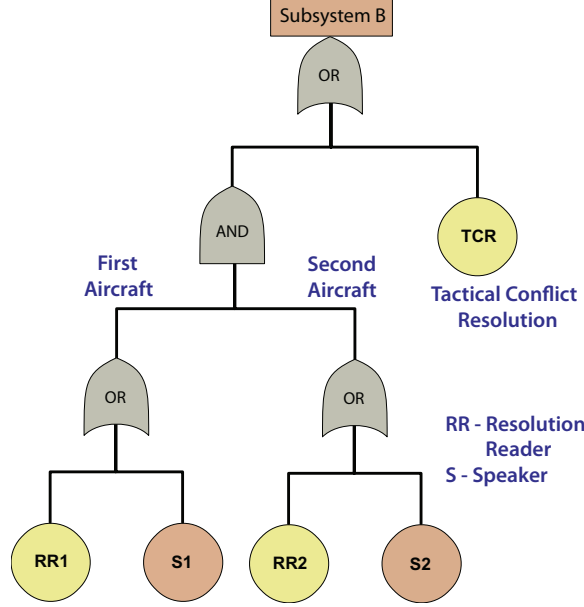 Subsystem B
OR
AND
TCR
First
Aircraft
Second
Aircraft
Tactical Conflict
Resolution
OR
OR
RR - Resolution
Reader
S - Speaker
RR1
S1
RR2
S2